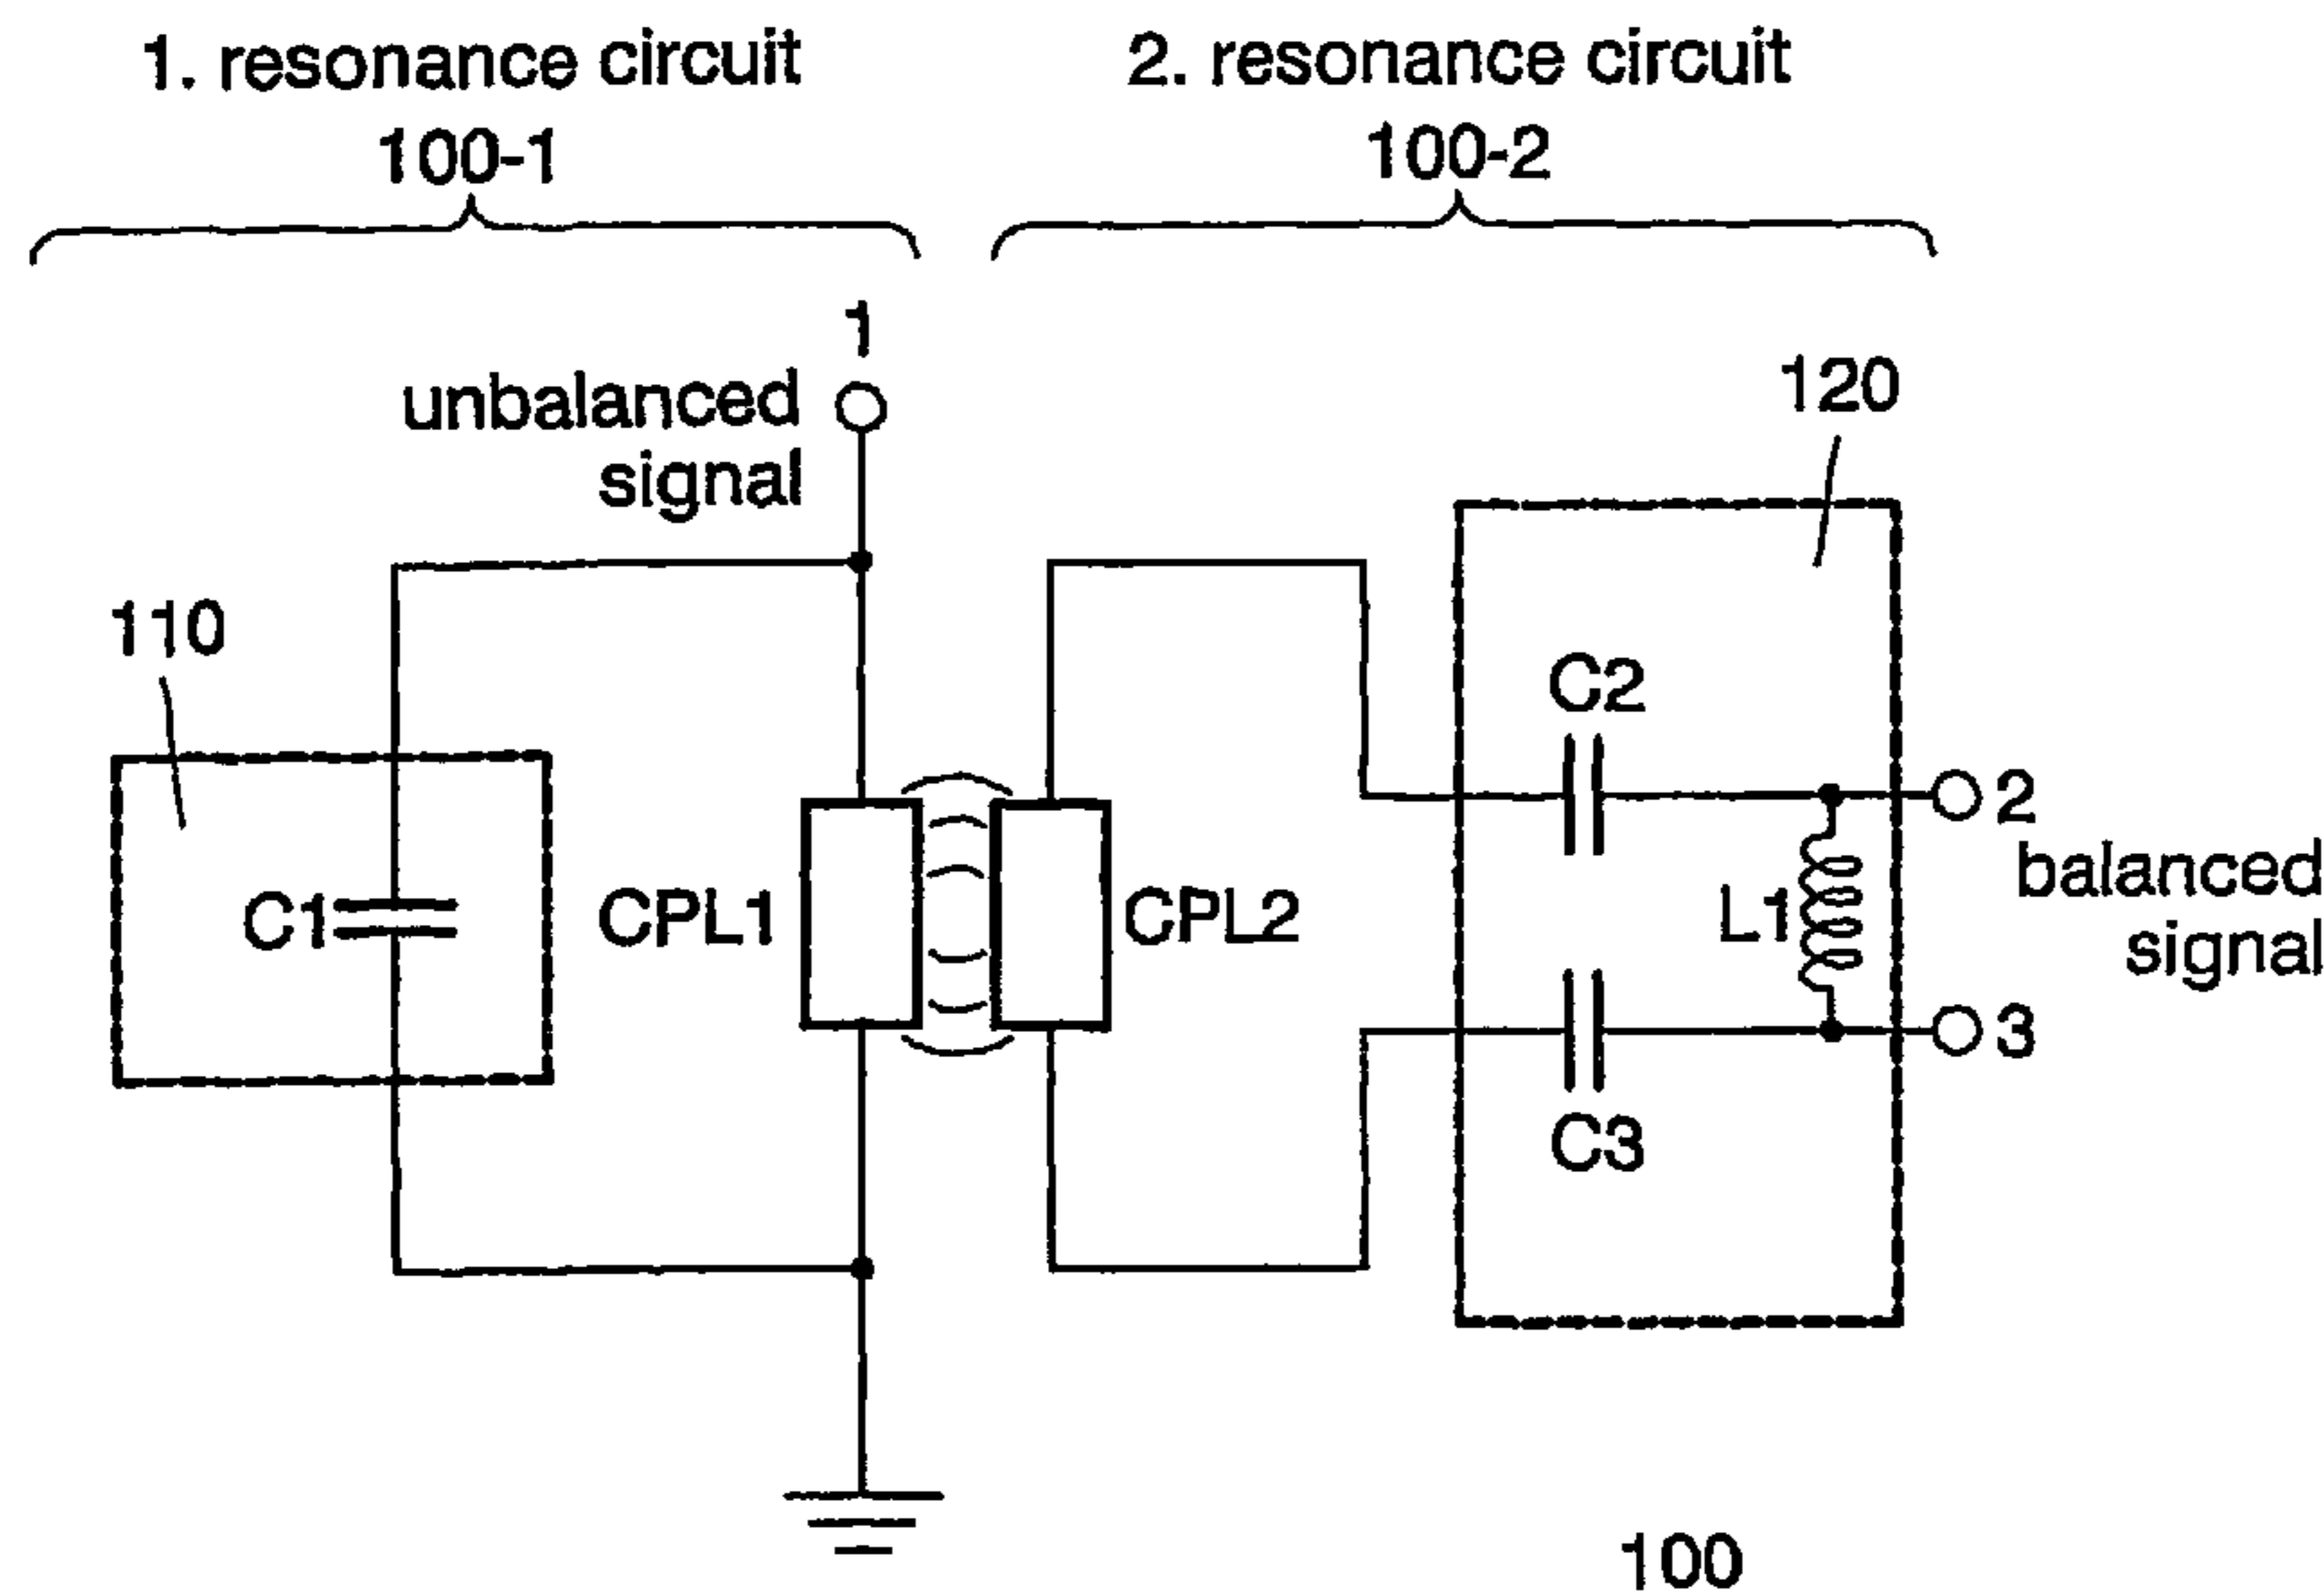 1. resonance circuit
100-1
2. resonance circuit
100-2
1
unbalanced
signal
120
110
C2
2
balanced
signal
C1
CPL1
CPL2
L1
3
C3
100